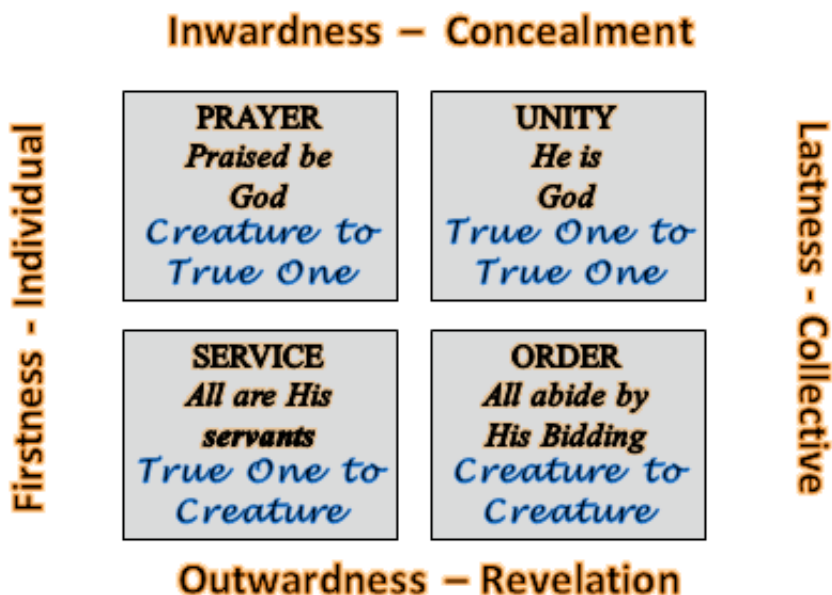 Inwardness – Concealment
Firstness - Individual
PRAYER
Praised be
God
Creature to
True One
UNITY
He is
God
True One to
True One
Lastness - Collective
SERVICE
All are His
servants
True One to
Creature
ORDER
All abide by
His Bidding
Creature to
Creature
Outwardness – Revelation